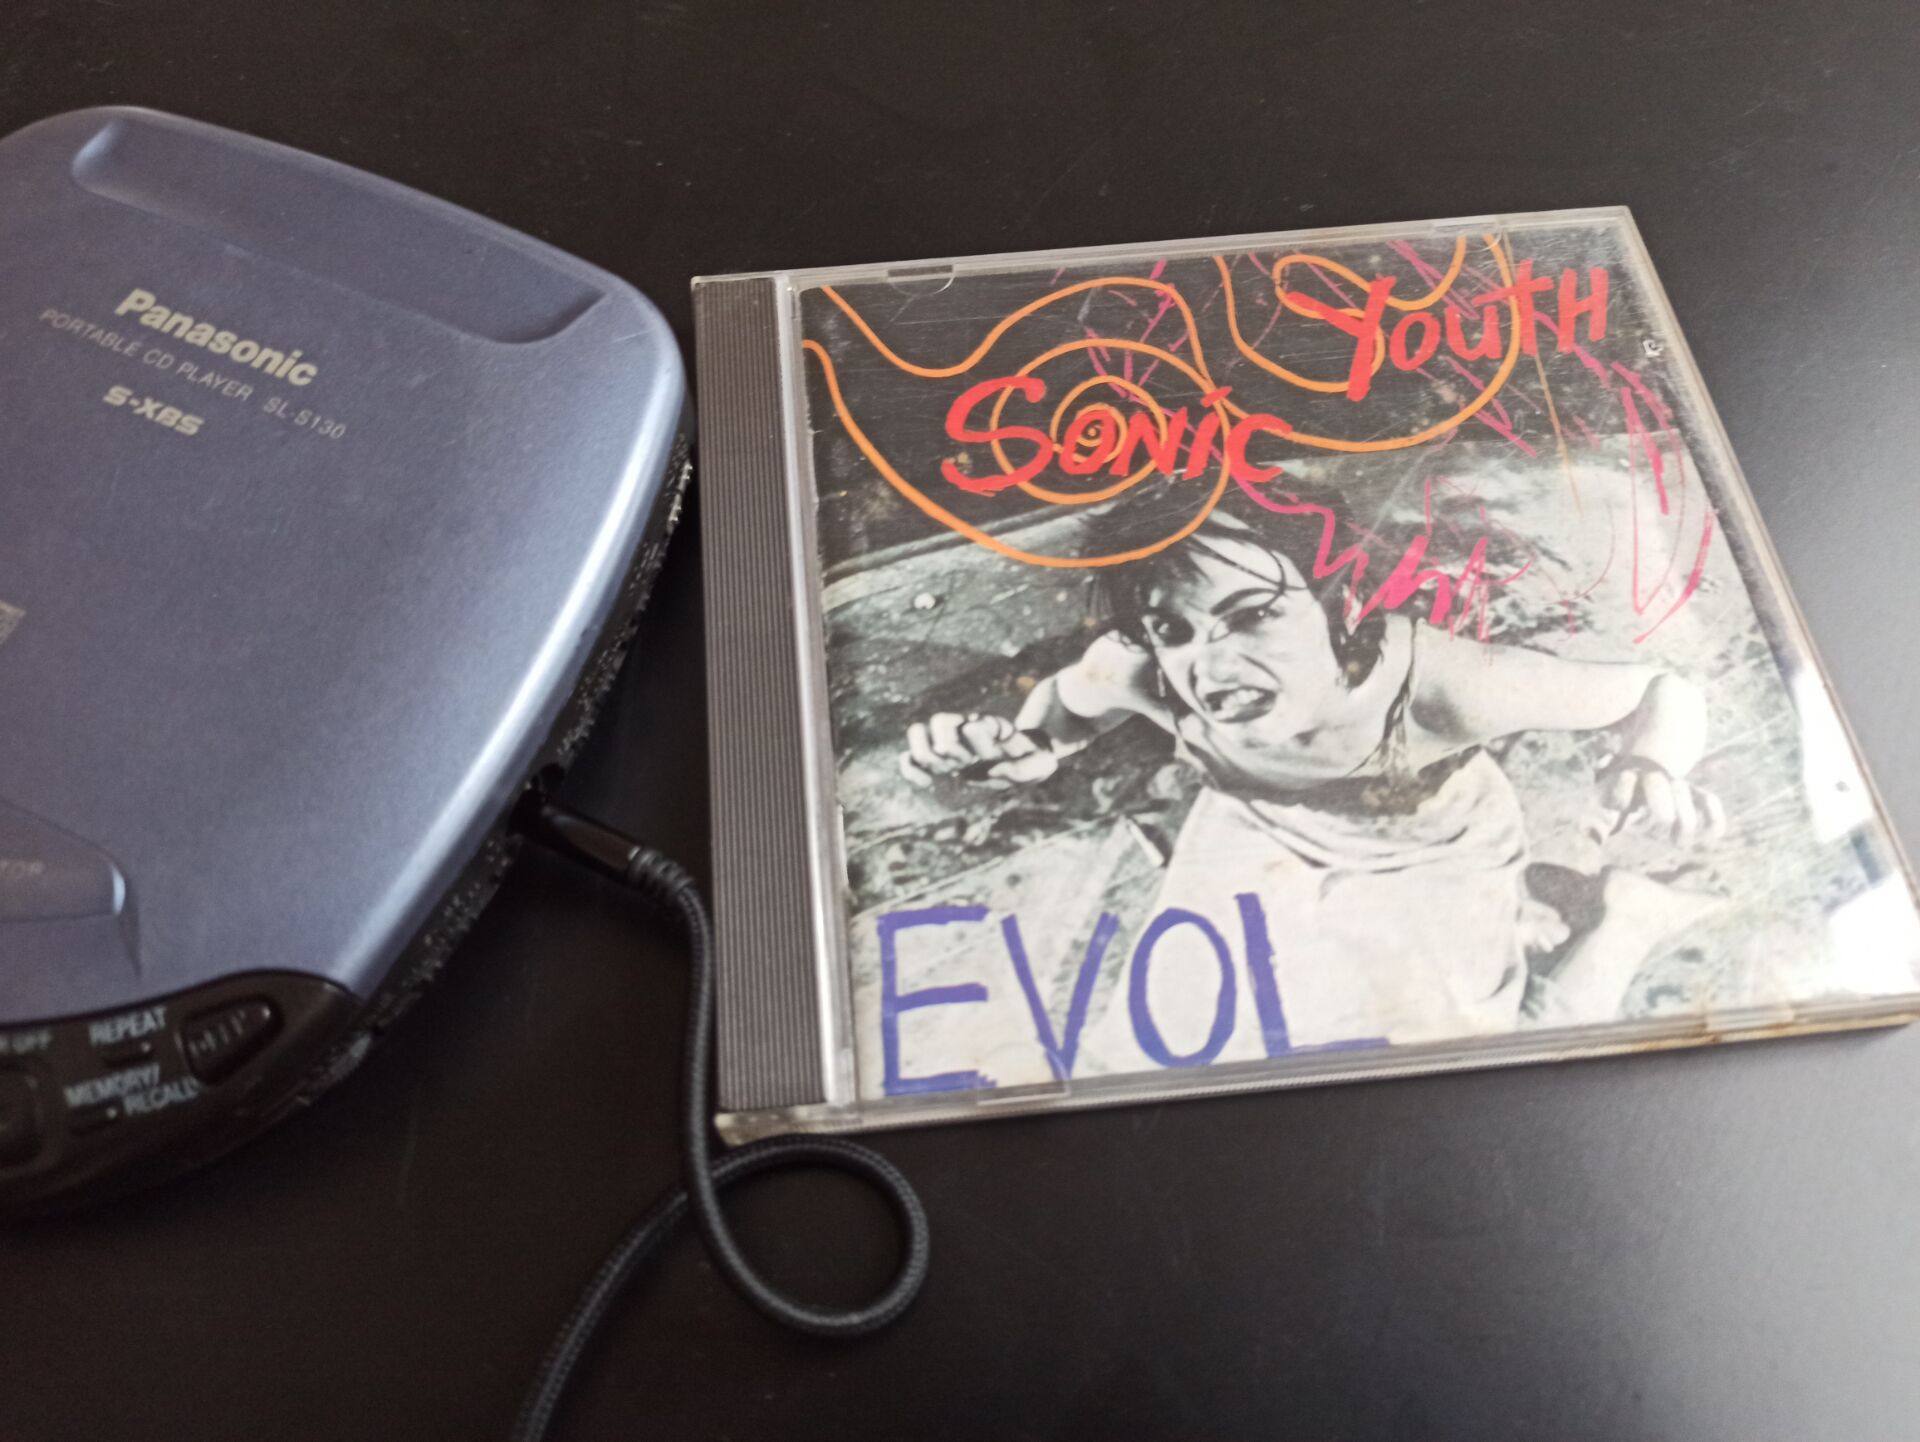 Panasonic
PORTABLE CD PLAYER SL-S130
S-XBS
REPEAT
MEMORY/
RECALL
Sonic Youth
EVOL